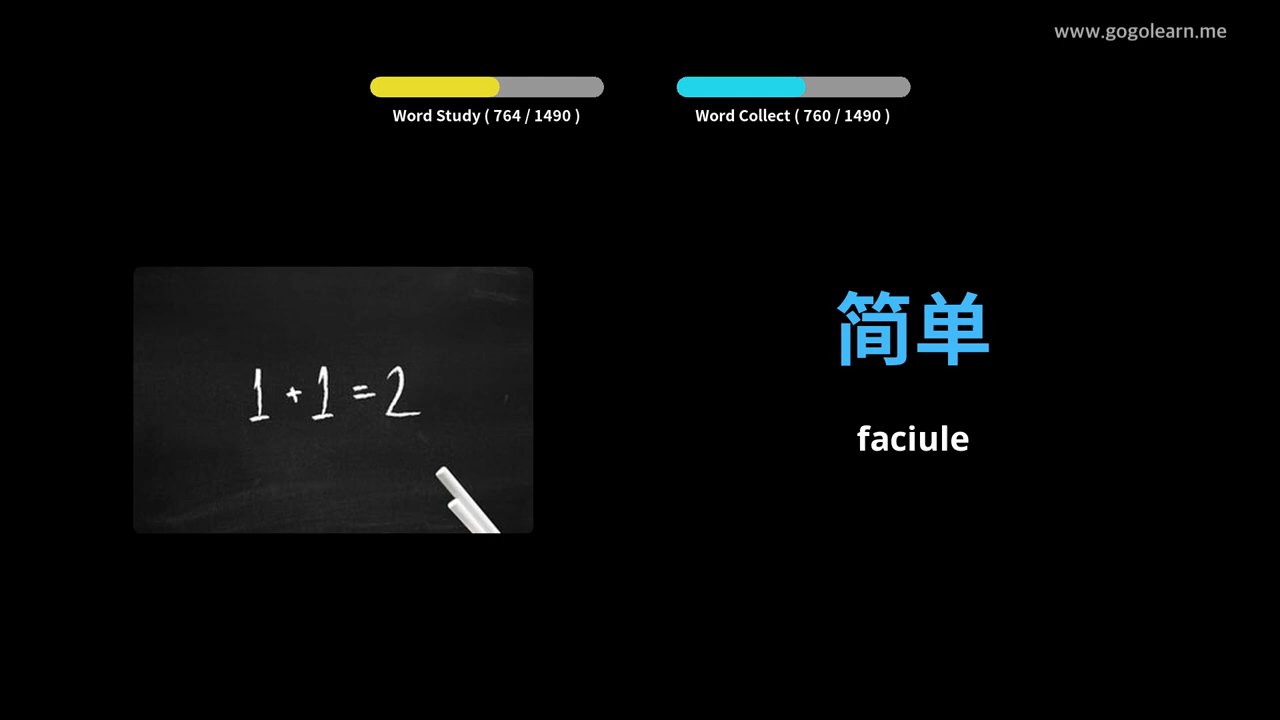 www.gogolearn.me
Word Study ( 764 / 1490 )
Word Collect ( 760 / 1490 )
1 + 1 = 2
简单
faciule